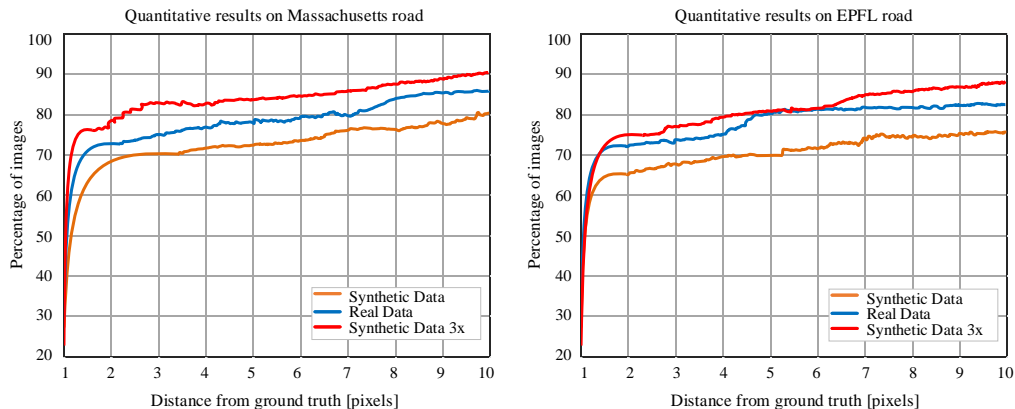 Quantitative results on Massachusetts road
Percentage of images
100
90
80
70
60
50
40
30
20
1 2 3 4 5 6 7 8 9 10
Distance from ground truth [pixels]
Synthetic Data
Real Data
Synthetic Data 3x
Quantitative results on EPFL road
Percentage of images
100
90
80
70
60
50
40
30
20
1 2 3 4 5 6 7 8 9 10
Distance from ground truth [pixels]
Synthetic Data
Real Data
Synthetic Data 3x